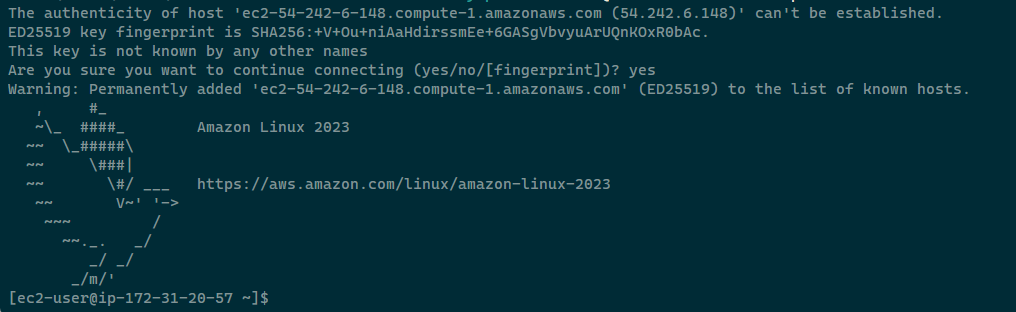 The authenticity of host 'ec2-54-242-6-148.compute-1.amazonaws.com (54.242.6.148)' can't be established.
ED25519 key fingerprint is SHA256:+V+Ou+niAaHdirssmEe+6GASgVbvyuArUQnKOxR0bAc.
This key is not known by any other names
Are you sure you want to continue connecting (yes/no/[fingerprint])? yes
Warning: Permanently added 'ec2-54-242-6-148.compute-1.amazonaws.com' (ED25519) to the list of known hosts.
   ,     #_
   ~\_  ####_        Amazon Linux 2023
  ~~  \_#####\
  ~~     \###|
  ~~       \#/ ___   https://aws.amazon.com/linux/amazon-linux-2023
   ~~       V~' '->
    ~~~         /
      ~~._.   _/
         _/ _/
       _/m/'
[ec2-user@ip-172-31-20-57 ~]$